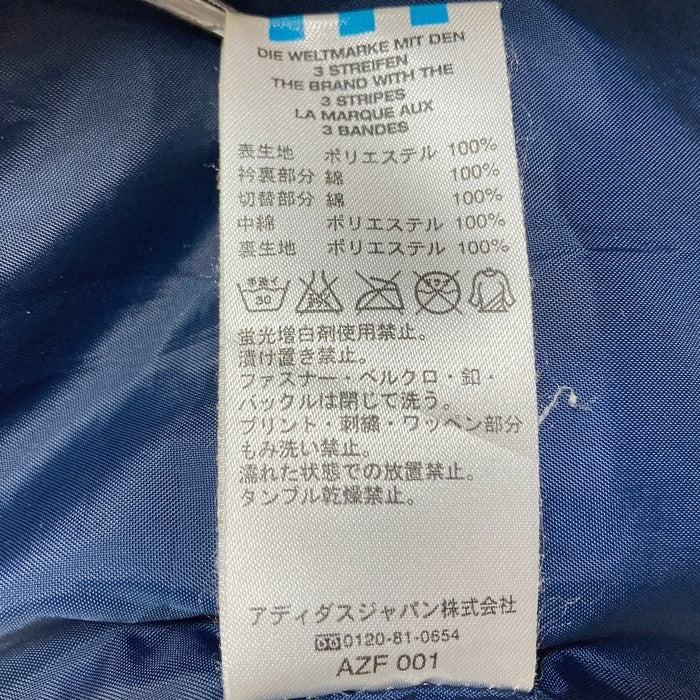 DIE WELTMARKE MIT DEN
3 STREIFEN
THE BRAND WITH THE
3 STRIPES
LA MARQUE AUX
3 BANDES
表生地 ポリエステル 100%
衿裏部分 綿 100%
切替部分 綿 100%
中綿 ポリエステル 100%
裏生地 ポリエステル 100%
手洗イ 30
蛍光増白剤使用禁止。
漬け置き禁止。
ファスナー・ベルクロ・釦・
バックルは閉じて洗う。
プリント・刺繍・ワッペン部分
もみ洗い禁止。
濡れた状態での放置禁止。
タンブル乾燥禁止。
アディダスジャパン株式会社
0120-81-0654
AZF 001